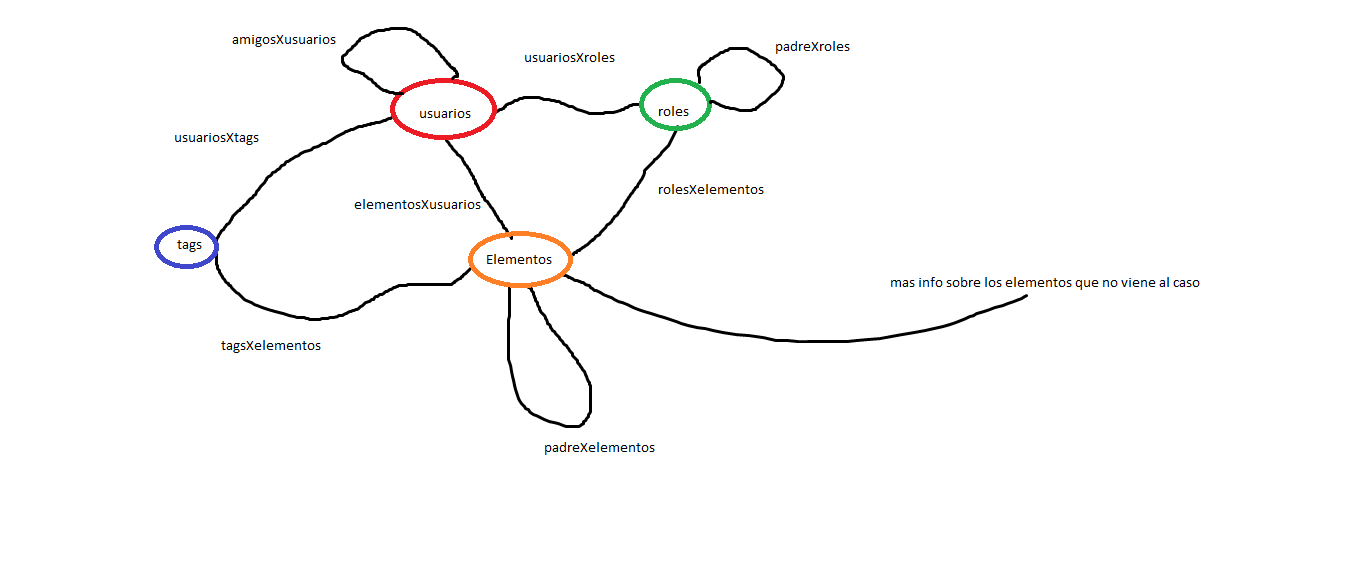 amigosXusuarios
padreXroles
usuariosXroles
usuarios
roles
usuariosXtags
rolesXelementos
elementosXusuarios
tags
Elementos
mas info sobre los elementos que no viene al caso
tagsXelementos
padreXelementos